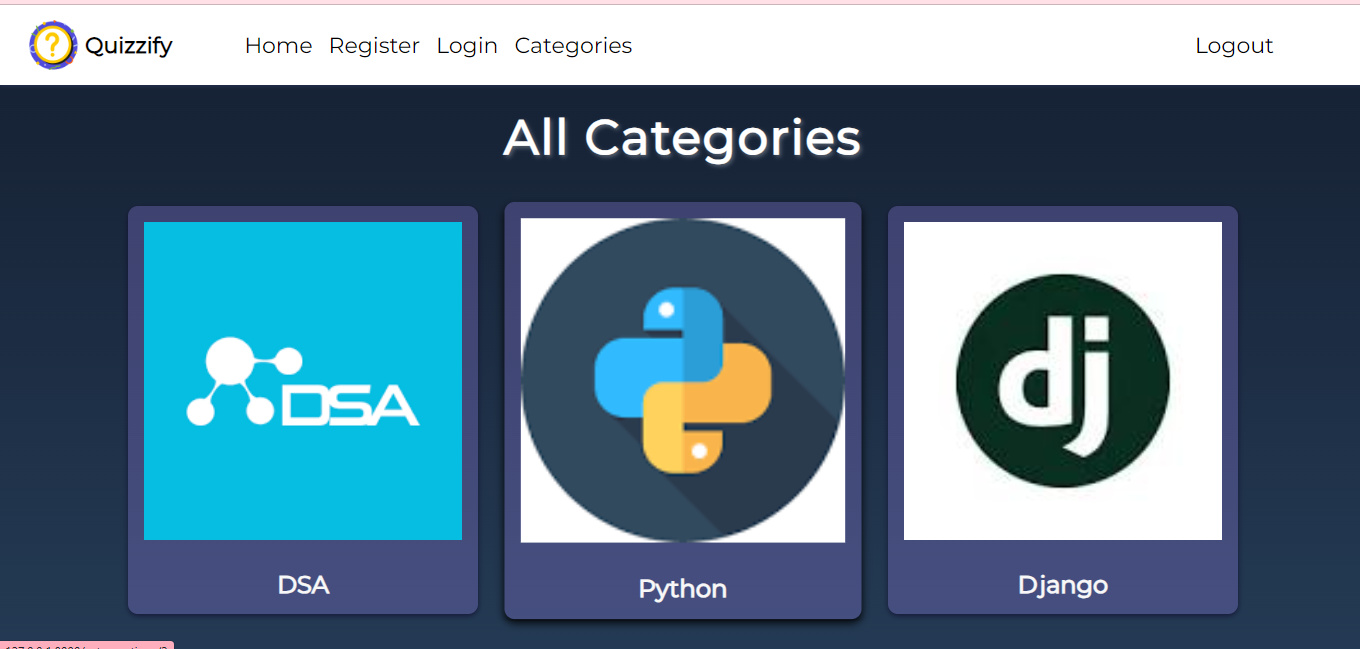 ?
Quizzify
Home Register Login Categories
Logout
All Categories
DSA
dj
DSA
Python
Django